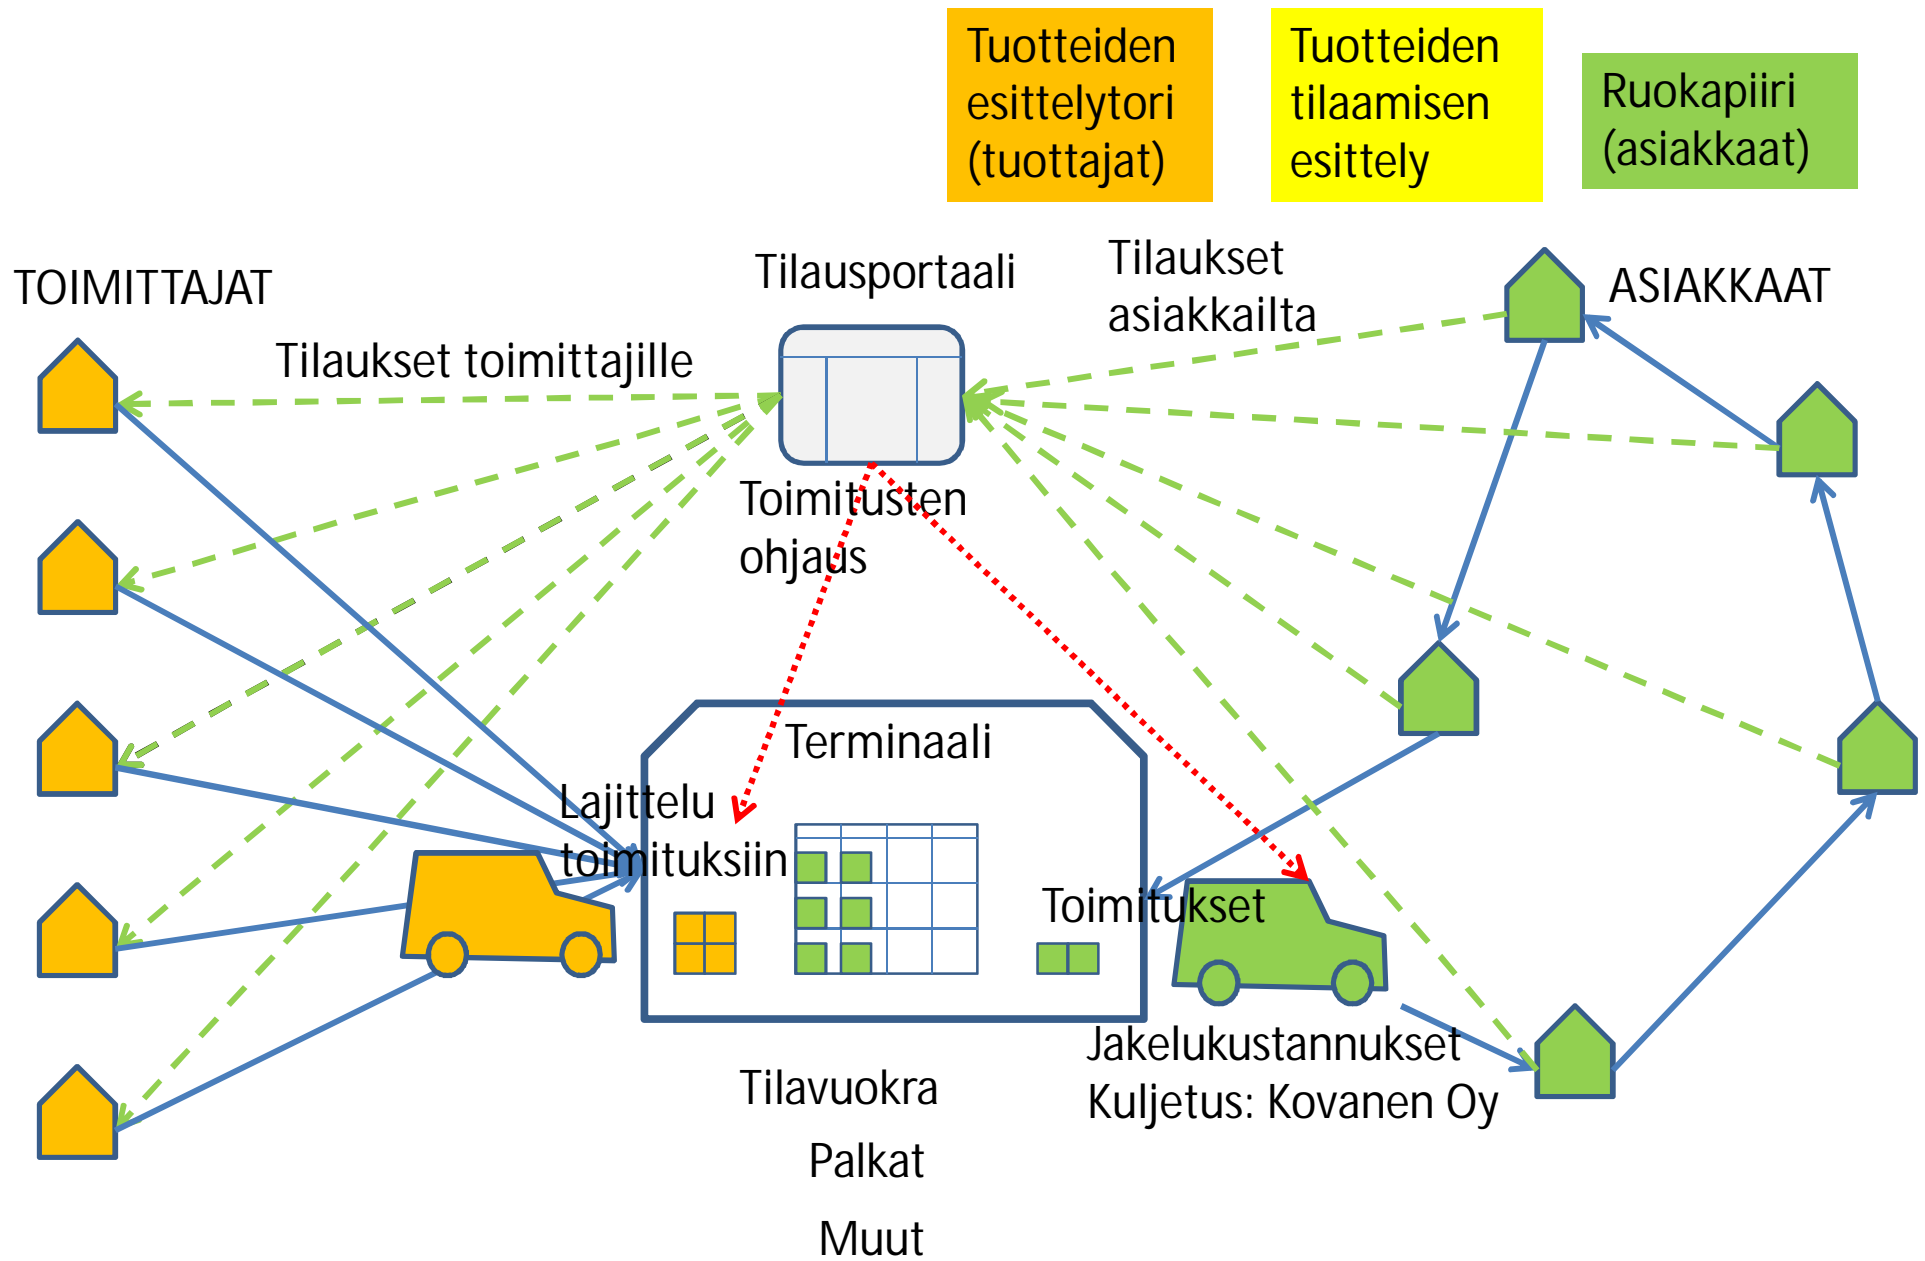 Tuotteiden
esittelytori
(tuottajat)
Tuotteiden
tilaamisen
esittely
Ruokapiiri
(asiakkaat)
TOIMITTAJAT
Tilausportaali
Tilaukset
asiakkailta
ASIAKKAAT
Tilaukset toimittajille
Toimitusten
ohjaus
Terminaali
Lajittelu
toimituksiin
Toimitukset
Jakelukustannukset
Kuljetus: Kovanen Oy
Tilavuokra
Palkat
Muut